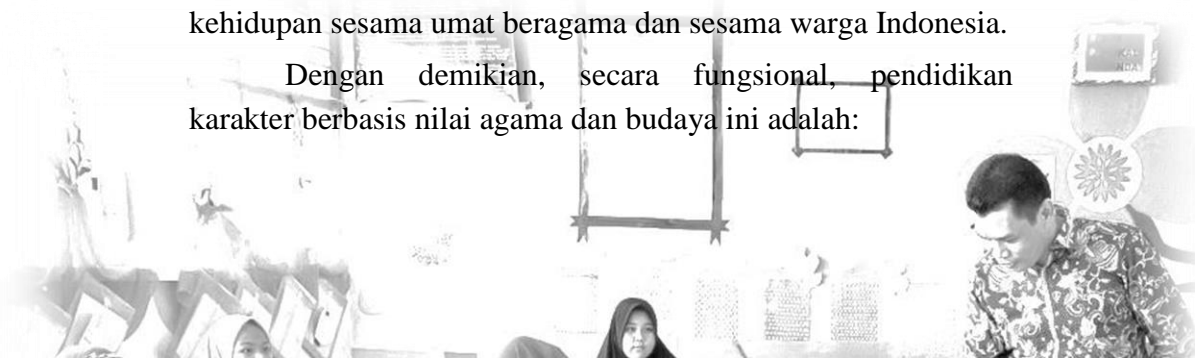 kehidupan sesama umat beragama dan sesama warga Indonesia.
Dengan demikian, secara fungsional, pendidikan
karakter berbasis nilai agama dan budaya ini adalah: